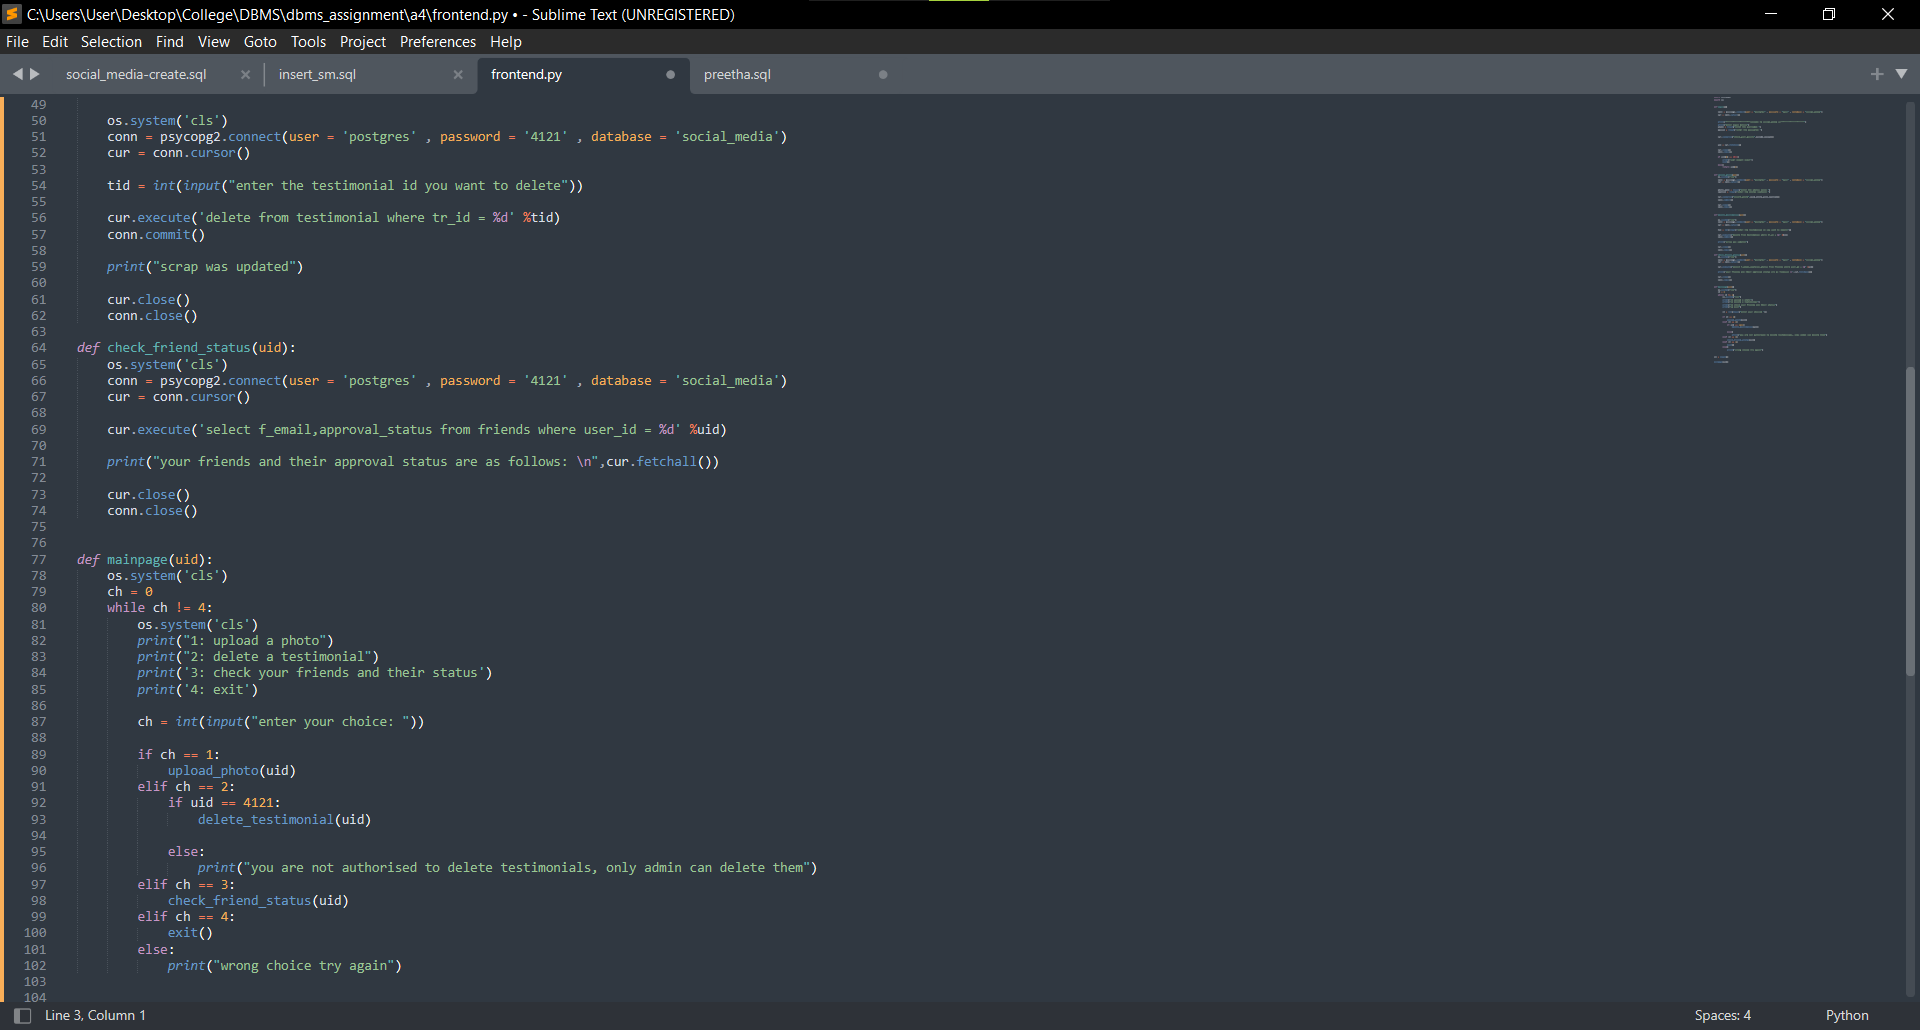 C:\Users\User\Desktop\College\DBMS\dbms_assignment\a4\frontend.py • - Sublime Text (UNREGISTERED)
File Edit Selection Find View Goto Tools Project Preferences Help
social_media-create.sql insert_sm.sql frontend.py preetha.sql
49
50 os.system('cls')
51 conn = psycopg2.connect(user = 'postgres' , password = '4121' , database = 'social_media')
52 cur = conn.cursor()
53
54 tid = int(input("enter the testimonial id you want to delete"))
55
56 cur.execute('delete from testimonial where tr_id = %d' %tid)
57 conn.commit()
58
59 print("scrap was updated")
60
61 cur.close()
62 conn.close()
63
64 def check_friend_status(uid):
65 os.system('cls')
66 conn = psycopg2.connect(user = 'postgres' , password = '4121' , database = 'social_media')
67 cur = conn.cursor()
68
69 cur.execute('select f_email,approval_status from friends where user_id = %d' %uid)
70
71 print("your friends and their approval status are as follows: \n",cur.fetchall())
72
73 cur.close()
74 conn.close()
75
76
77 def mainpage(uid):
78 os.system('cls')
79 ch = 0
80 while ch != 4:
81 os.system('cls')
82 print("1: upload a photo")
83 print("2: delete a testimonial")
84 print('3: check your friends and their status')
85 print('4: exit')
86
87 ch = int(input("enter your choice: "))
88
89 if ch == 1:
90 upload_photo(uid)
91 elif ch == 2:
92 if uid == 4121:
93 delete_testimonial(uid)
94
95 else:
96 print("you are not authorised to delete testimonials, only admin can delete them")
97 elif ch == 3:
98 check_friend_status(uid)
99 elif ch == 4:
100 exit()
101 else:
102 print("wrong choice try again")
103
104
Line 3, Column 1 Spaces: 4 Python